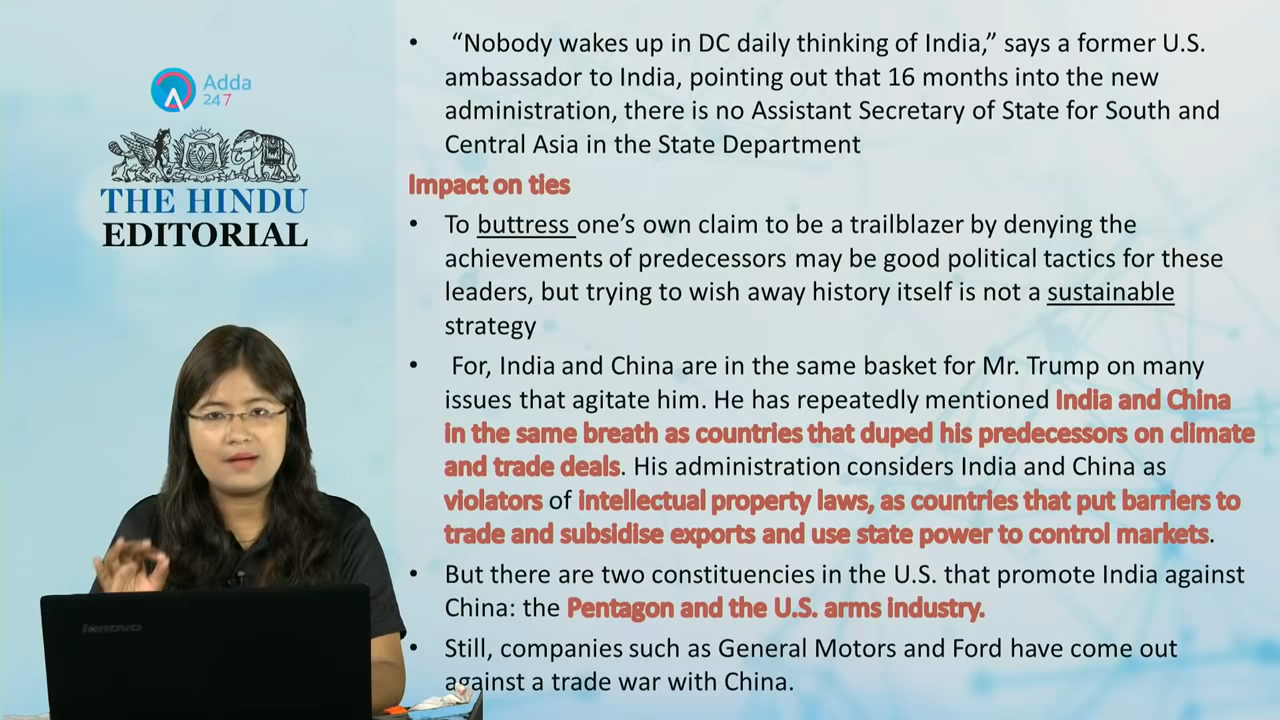 Adda
247
THE HINDU
EDITORIAL
• “Nobody wakes up in DC daily thinking of India,” says a former U.S.
ambassador to India, pointing out that 16 months into the new
administration, there is no Assistant Secretary of State for South and
Central Asia in the State Department
Impact on ties
• To buttress one’s own claim to be a trailblazer by denying the
achievements of predecessors may be good political tactics for these
leaders, but trying to wish away history itself is not a sustainable
strategy
• For, India and China are in the same basket for Mr. Trump on many
issues that agitate him. He has repeatedly mentioned India and China
in the same breath as countries that duped his predecessors on climate
and trade deals. His administration considers India and China as
violators of intellectual property laws, as countries that put barriers to
trade and subsidise exports and use state power to control markets.
• But there are two constituencies in the U.S. that promote India against
China: the Pentagon and the U.S. arms industry.
• Still, companies such as General Motors and Ford have come out
against a trade war with China.
lenovo